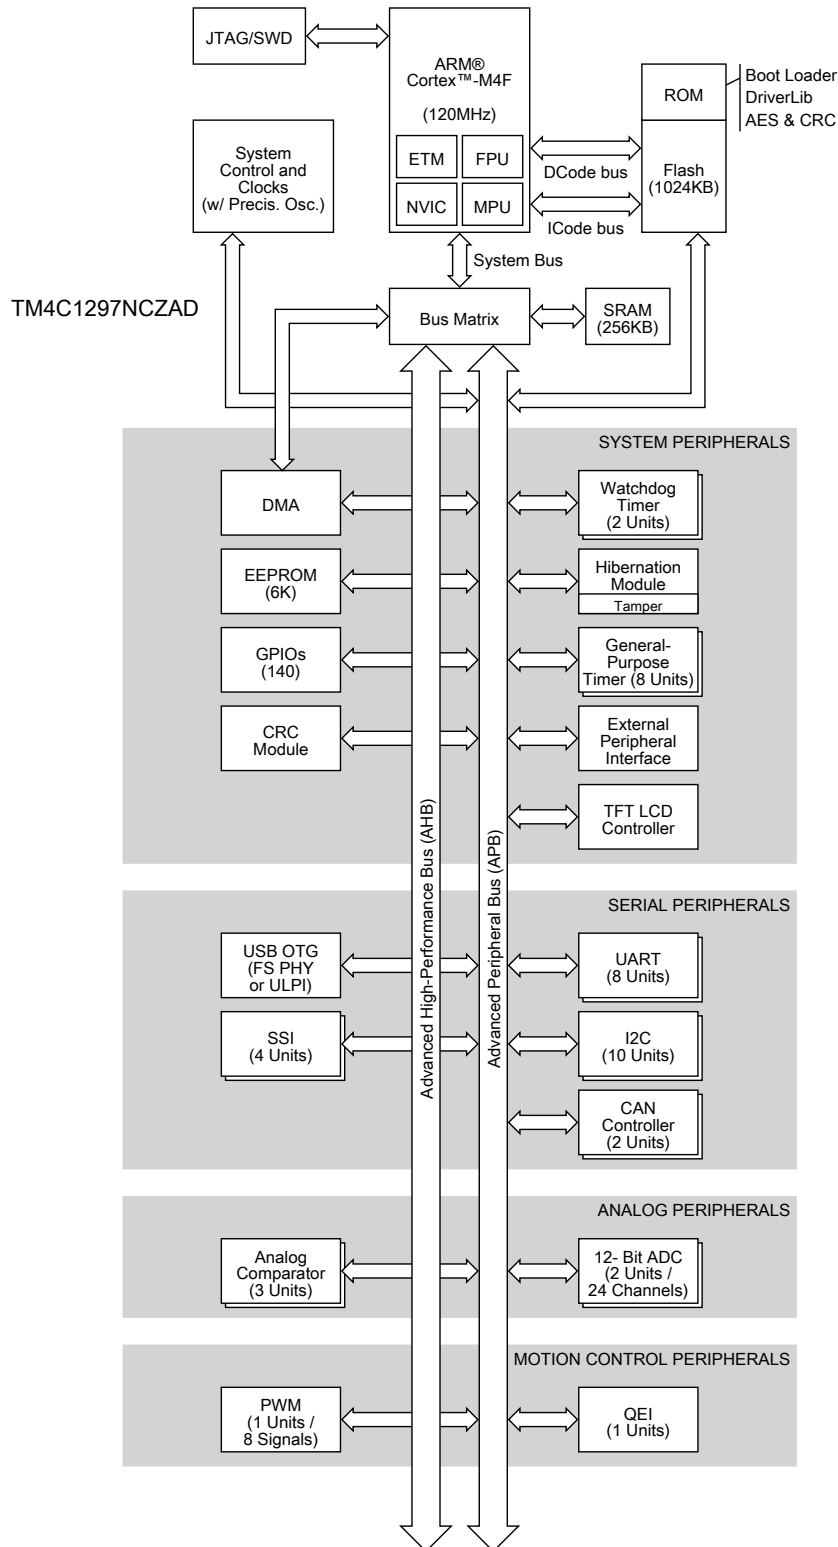 JTAG/SWD
ARM®
Cortex™-M4F
(120MHz)
ETM
FPU
NVIC
MPU
ROM
Boot Loader
DriverLib
AES & CRC
Flash
(1024KB)
DCode bus
ICode bus
System
Control and
Clocks
(w/ Precis. Osc.)
System Bus
TM4C1297NCZAD
Bus Matrix
SRAM
(256KB)
SYSTEM PERIPHERALS
DMA
Watchdog
Timer
(2 Units)
EEPROM
(6K)
Hibernation
Module
Tamper
GPIOs
(140)
General-
Purpose
Timer (8 Units)
CRC
Module
External
Peripheral
Interface
TFT LCD
Controller
Advanced High-Performance Bus (AHB)
Advanced Peripheral Bus (APB)
SERIAL PERIPHERALS
USB OTG
(FS PHY
or ULPI)
UART
(8 Units)
SSI
(4 Units)
I2C
(10 Units)
CAN
Controller
(2 Units)
ANALOG PERIPHERALS
Analog
Comparator
(3 Units)
12- Bit ADC
(2 Units /
24 Channels)
MOTION CONTROL PERIPHERALS
PWM
(1 Units /
8 Signals)
QEI
(1 Units)